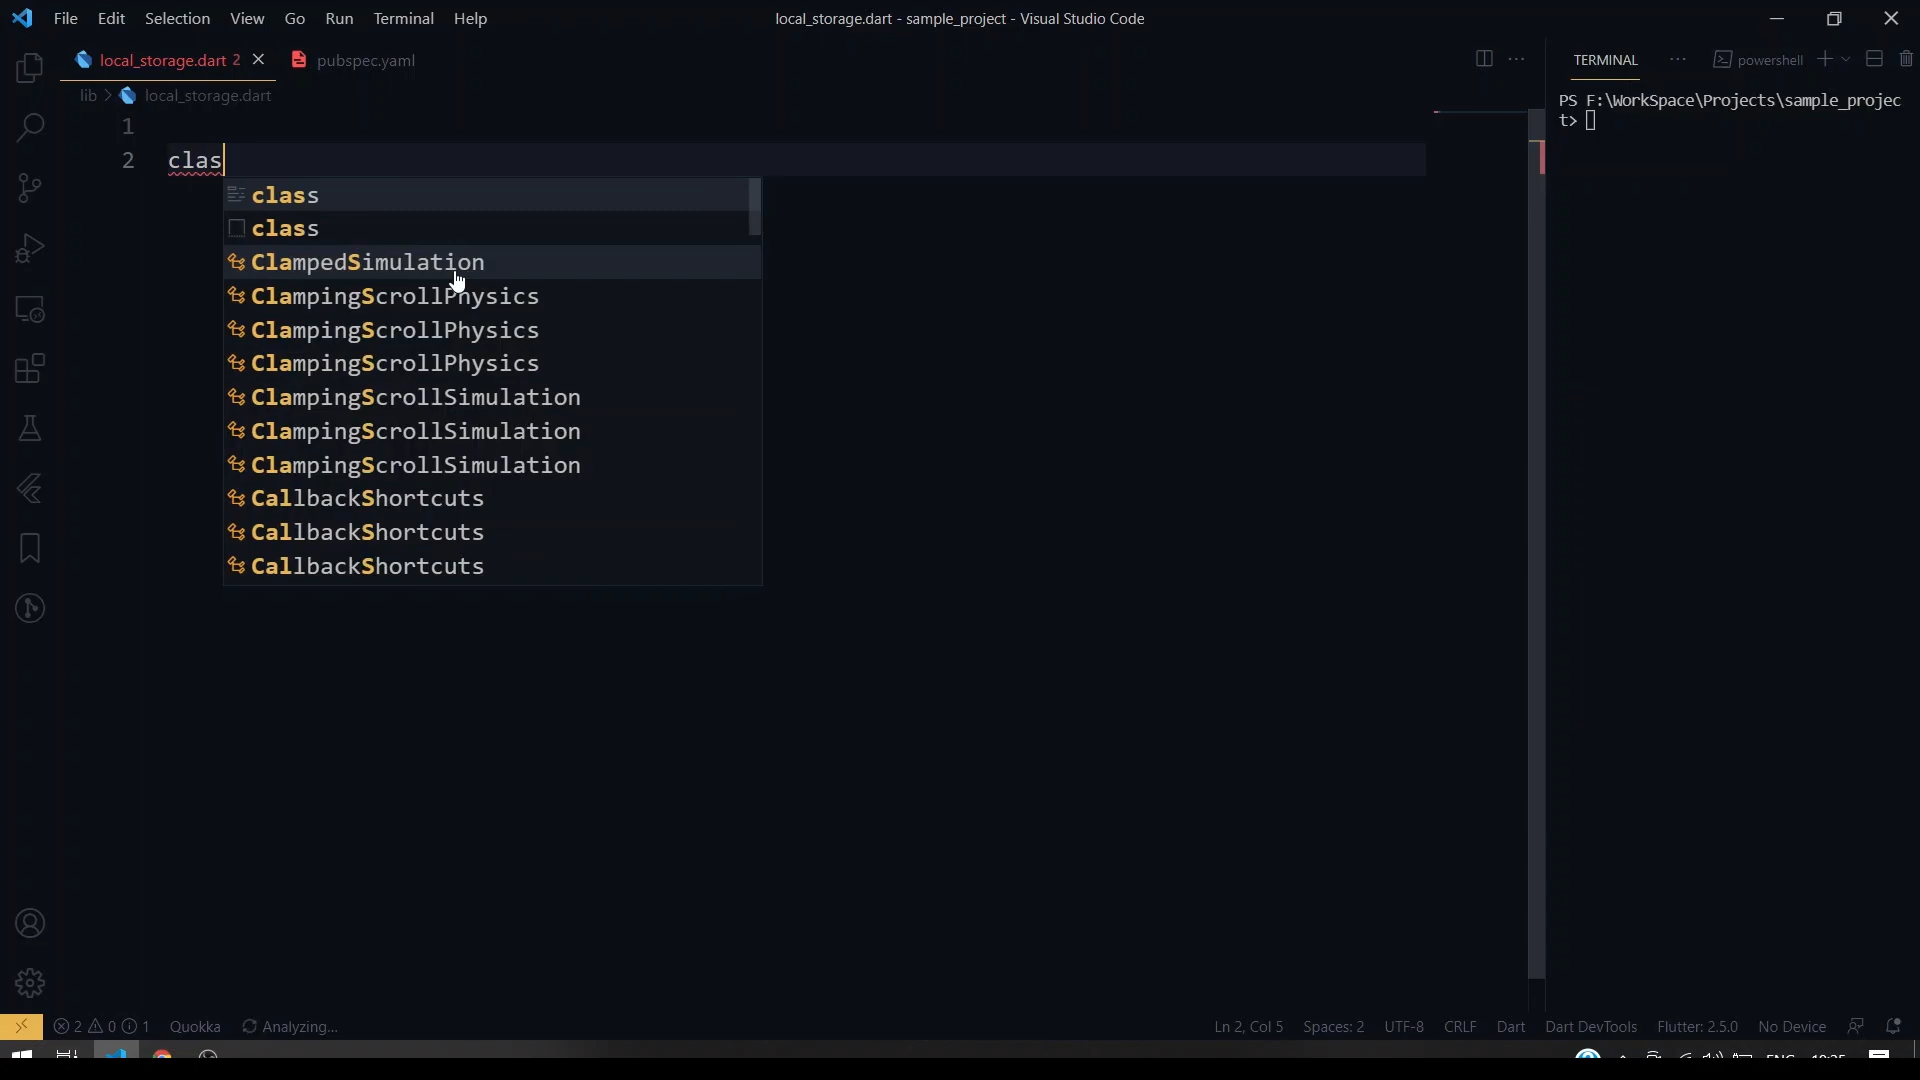 File Edit Selection View Go Run Terminal Help
local_storage.dart - sample_project - Visual Studio Code
local_storage.dart 2
pubspec.yaml
lib > local_storage.dart
1
2 clas
class
class
ClampedSimulation
ClampingScrollPhysics
ClampingScrollPhysics
ClampingScrollPhysics
ClampingScrollSimulation
ClampingScrollSimulation
ClampingScrollSimulation
CallbackShortcuts
CallbackShortcuts
CallbackShortcuts
TERMINAL
powershell
PS F:\WorkSpace\Projects\sample_projec
t>
2 0 1 Quokka Analyzing...
Ln 2, Col 5 Spaces: 2 UTF-8 CRLF Dart Dart DevTools Flutter: 2.5.0 No Device